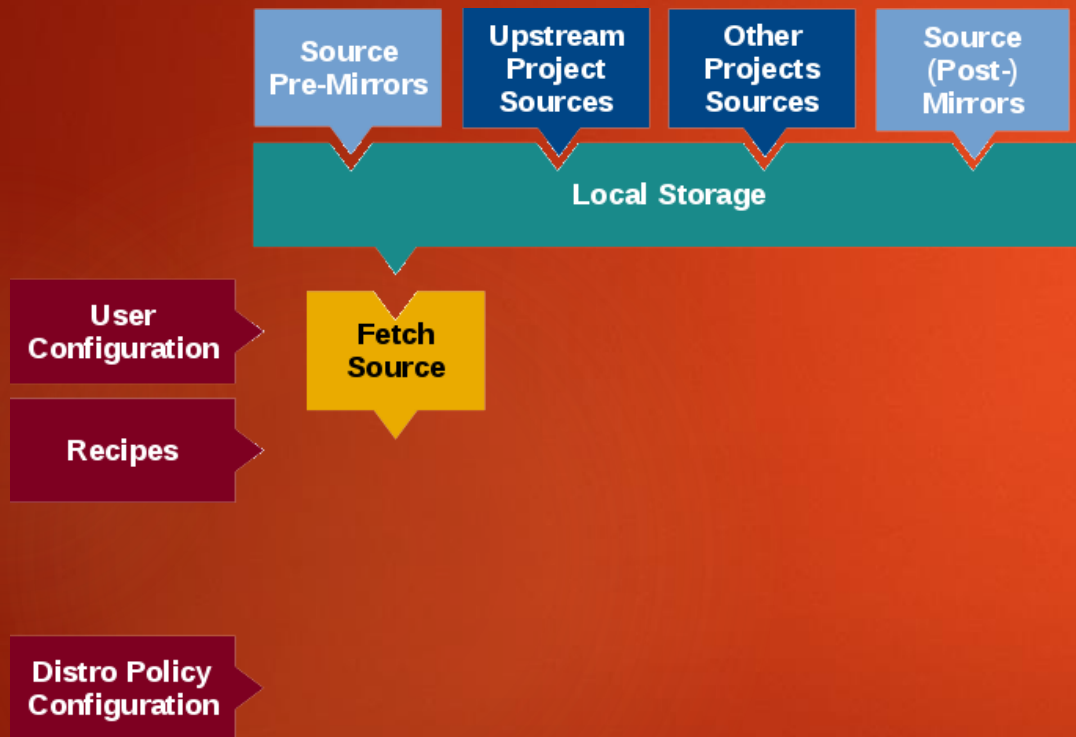 Source
Pre-Mirrors
Upstream
Project
Sources
Other
Projects
Sources
Source
(Post-)
Mirrors
Local Storage
User
Configuration
Fetch
Source
Recipes
Distro Policy
Configuration